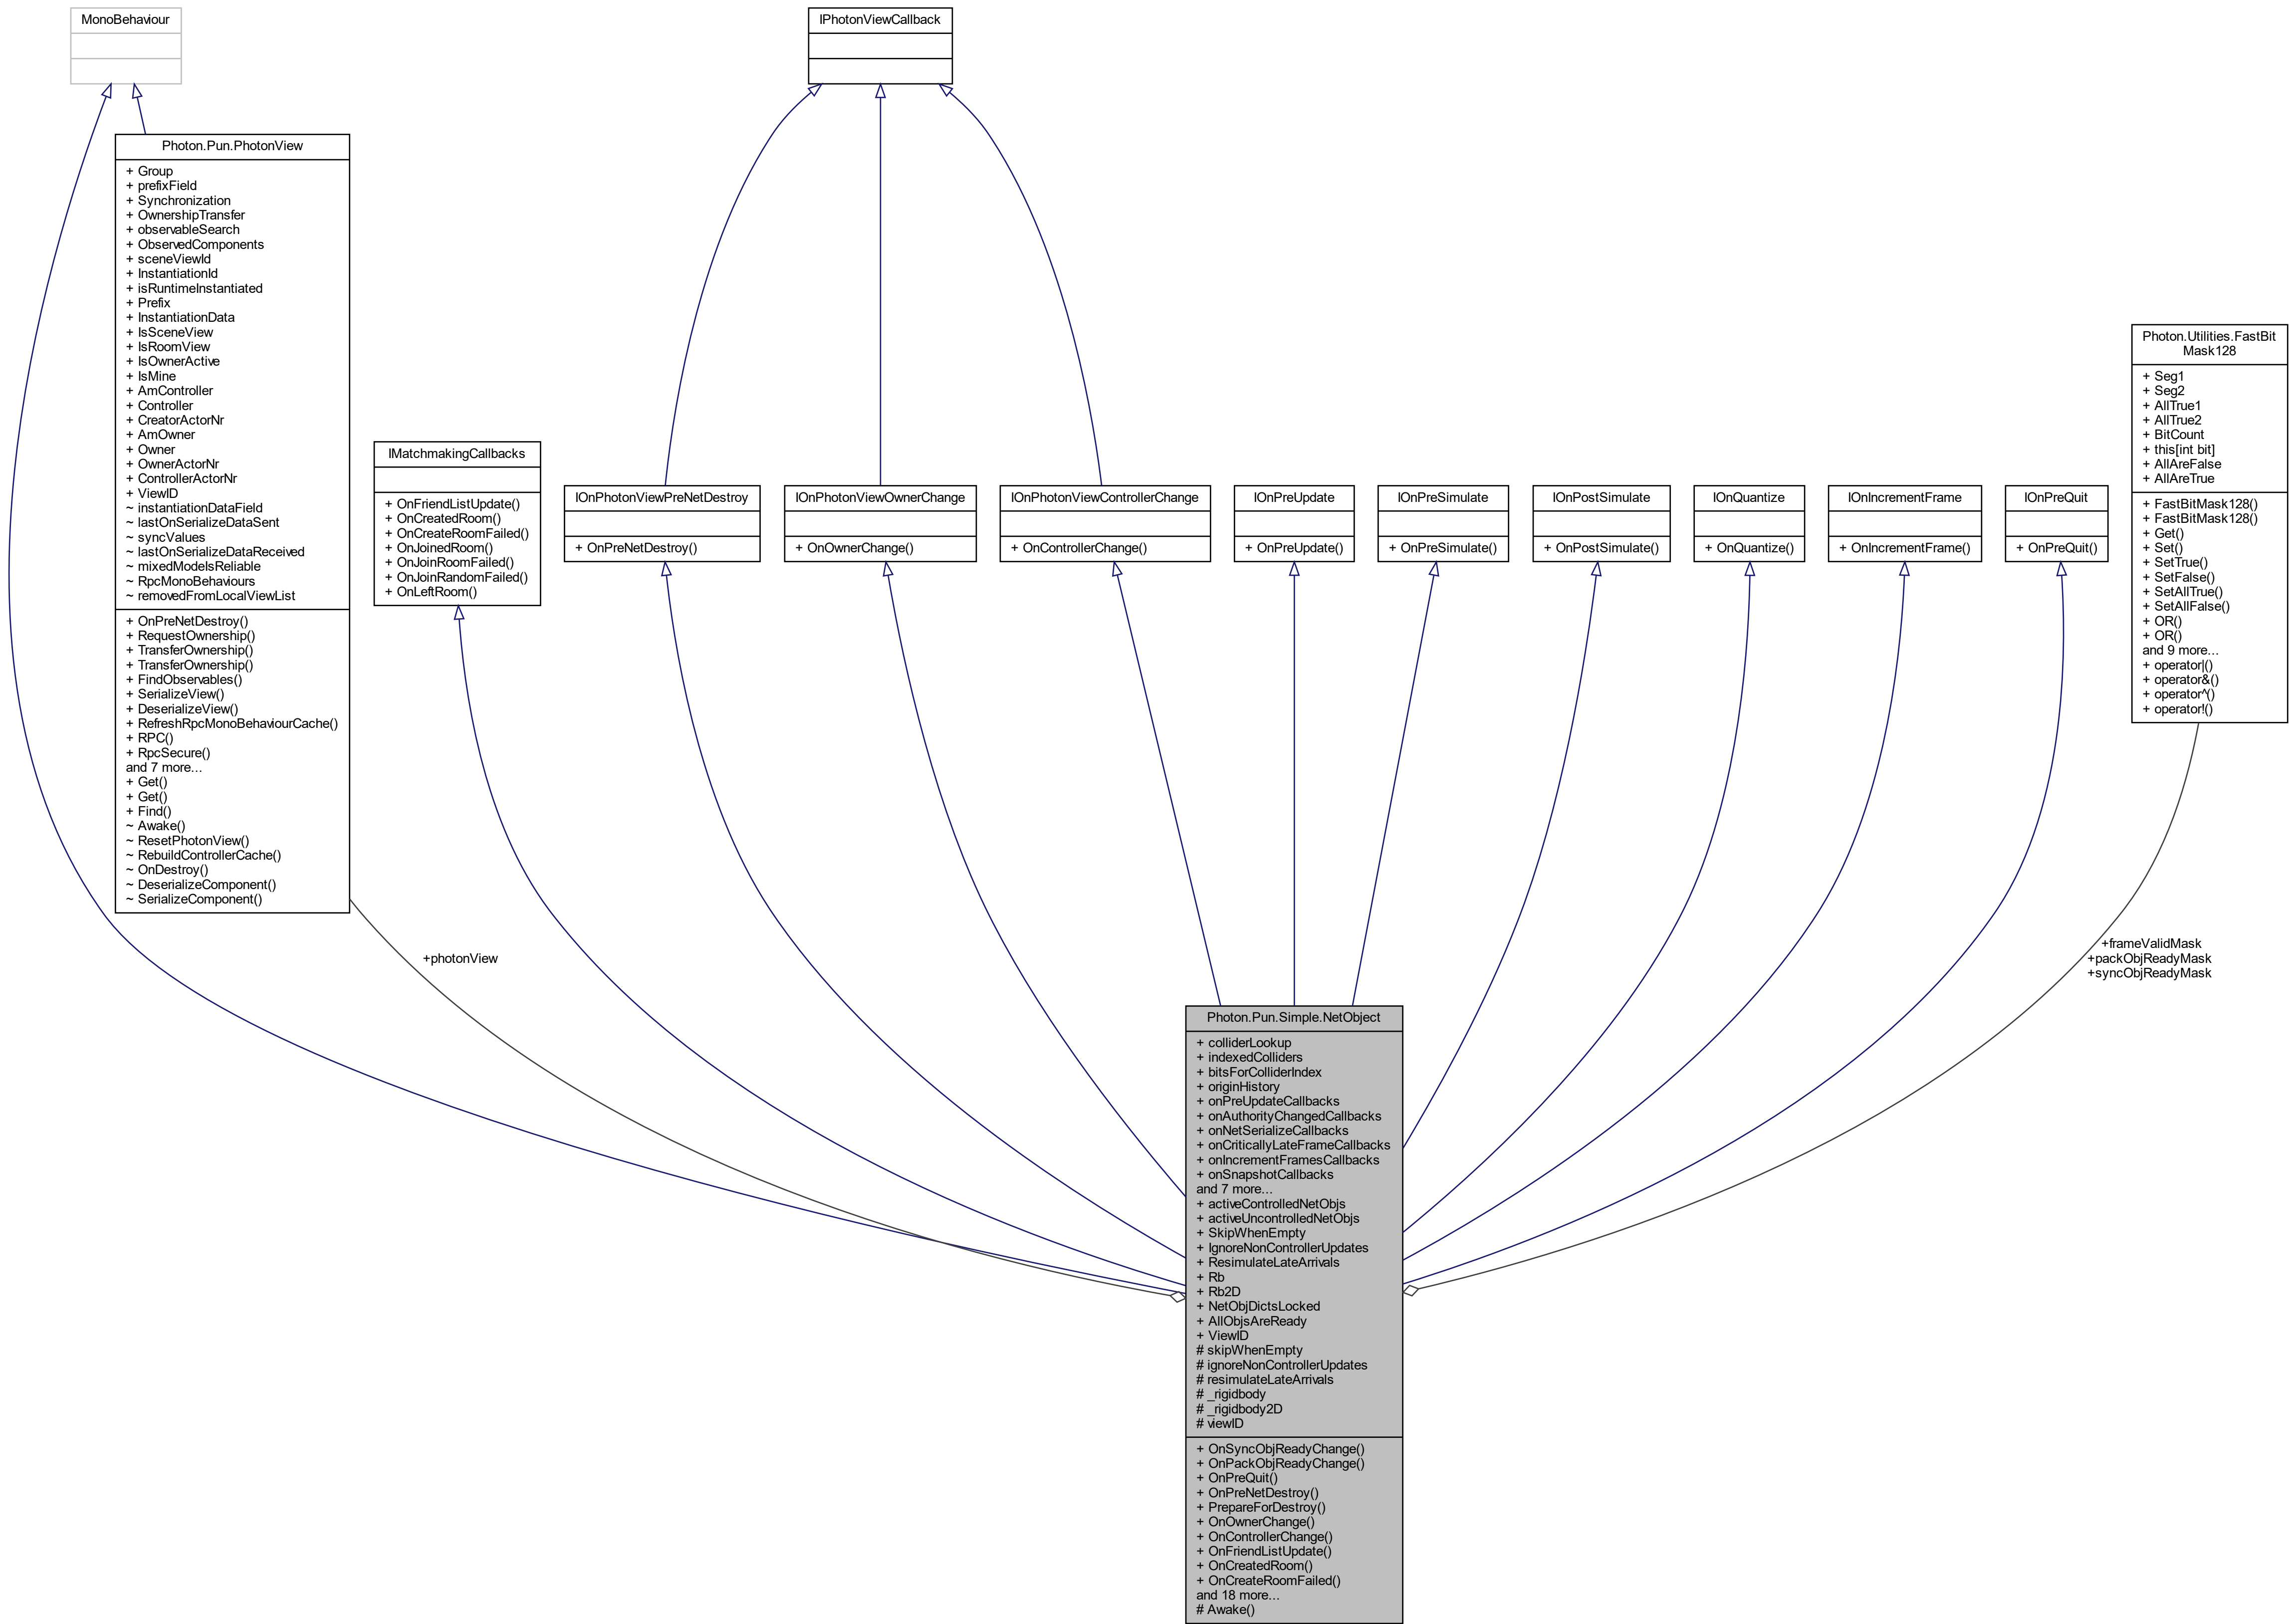 MonoBehaviour
IPhotonViewCallback
Photon.Pun.PhotonView
+ Group
+ prefixField
+ Synchronization
+ OwnershipTransfer
+ observableSearch
+ ObservedComponents
+ sceneViewId
+ InstantiationId
+ isRuntimeInstantiated
+ Prefix
+ InstantiationData
+ IsSceneView
+ IsRoomView
+ IsOwnerActive
+ IsMine
+ AmController
+ Controller
+ CreatorActorNr
+ AmOwner
+ Owner
+ OwnerActorNr
+ ControllerActorNr
+ ViewID
~ instantiationDataField
~ lastOnSerializeDataSent
~ syncValues
~ lastOnSerializeDataReceived
~ mixedModeIsReliable
~ RpcMonoBehaviours
~ removedFromLocalViewList
+ OnPreNetDestroy()
+ RequestOwnership()
+ TransferOwnership()
+ TransferOwnership()
+ FindObservables()
+ SerializeView()
+ DeserializeView()
+ RefreshRpcMonoBehaviourCache()
+ RPC()
+ RpcSecure()
and 7 more...
+ Get()
+ Get()
+ Find()
~ Awake()
~ ResetPhotonView()
~ RebuildControllerCache()
~ OnDestroy()
~ DeserializeComponent()
~ SerializeComponent()
IMatchmakingCallbacks
+ OnFriendListUpdate()
+ OnCreatedRoom()
+ OnCreateRoomFailed()
+ OnJoinedRoom()
+ OnJoinRoomFailed()
+ OnJoinRandomFailed()
+ OnLeftRoom()
IOnPhotonViewPreNetDestroy
+ OnPreNetDestroy()
IOnPhotonViewOwnerChange
+ OnOwnerChange()
IOnPhotonViewControllerChange
+ OnControllerChange()
IOnPreUpdate
+ OnPreUpdate()
IOnPreSimulate
+ OnPreSimulate()
IOnPostSimulate
+ OnPostSimulate()
IOnQuantize
+ OnQuantize()
IOnIncrementFrame
+ OnIncrementFrame()
IOnPreQuit
+ OnPreQuit()
Photon.Utilities.FastBit
Mask128
+ Seg1
+ Seg2
+ AllTrue1
+ AllTrue2
+ BitCount
+ this[int bit]
+ AllAreFalse
+ AllAreTrue
+ FastBitMask128()
+ FastBitMask128()
+ Get()
+ Set()
+ SetTrue()
+ SetFalse()
+ SetAllTrue()
+ SetAllFalse()
+ OR()
+ OR()
and 9 more...
+ operator|()
+ operator&()
+ operator^()
+ operator!()
+photonView
+frameValidMask
+packObjReadyMask
+syncObjReadyMask
Photon.Pun.Simple.NetObject
+ colliderLookup
+ indexedColliders
+ bitsForColliderIndex
+ originHistory
+ onPreUpdateCallbacks
+ onAuthorityChangedCallbacks
+ onNetSerializeCallbacks
+ onCriticallyLateFrameCallbacks
+ onIncrementFramesCallbacks
+ onSnapshotCallbacks
and 7 more...
+ activeControlledNetObjs
+ activeUncontrolledNetObjs
+ SkipWhenEmpty
+ IgnoreNonControllerUpdates
+ ResimulateLateArrivals
+ Rb
+ Rb2D
+ NetObjDictsLocked
+ AllObjsAreReady
+ ViewID
# skipWhenEmpty
# ignoreNonControllerUpdates
# resimulateLateArrivals
# _rigidbody
# _rigidbody2D
# viewID
+ OnSyncObjReadyChange()
+ OnPackObjReadyChange()
+ OnPreQuit()
+ OnPreNetDestroy()
+ PrepareForDestroy()
+ OnOwnerChange()
+ OnControllerChange()
+ OnFriendListUpdate()
+ OnCreatedRoom()
+ OnCreateRoomFailed()
and 18 more...
# Awake()